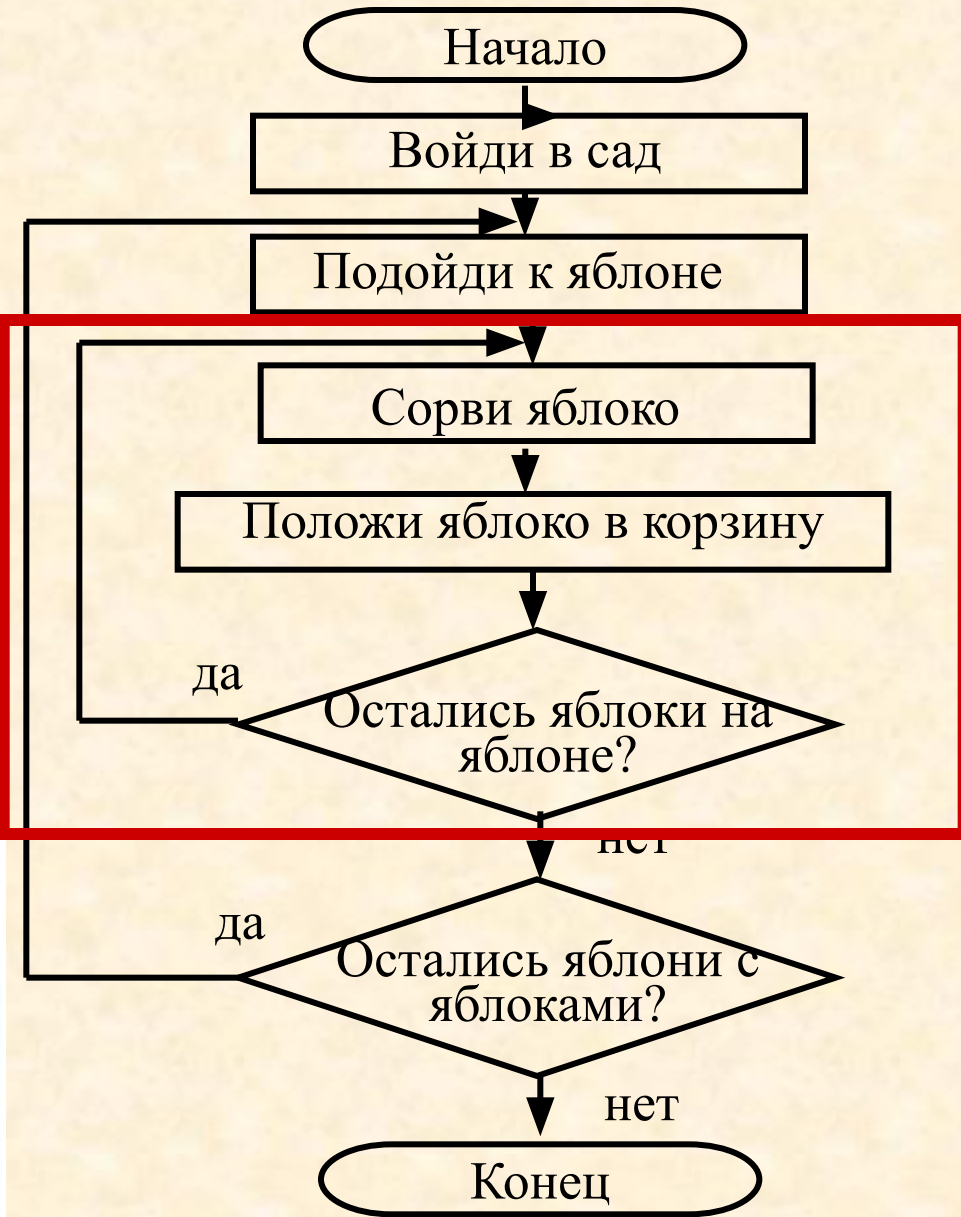 Начало
Войди в сад
Подойди к яблоне
Сорви яблоко
Положи яблоко в корзину
да
Остались яблоки на
яблоне?
нет
да
Остались яблони с
яблоками?
нет
Конец